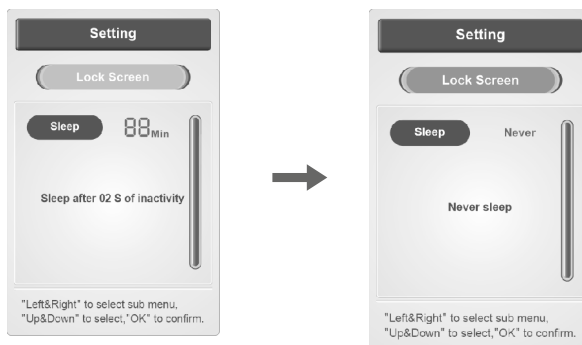 Setting
Lock Screen
Sleep 88 Min
Sleep after 02 S of inactivity
"Left&Right" to select sub menu,
"Up&Down" to select,"OK" to confirm.
Setting
Lock Screen
Sleep Never
Never sleep
"Left&Right" to select sub menu,
"Up&Down" to select,"OK" to confirm.